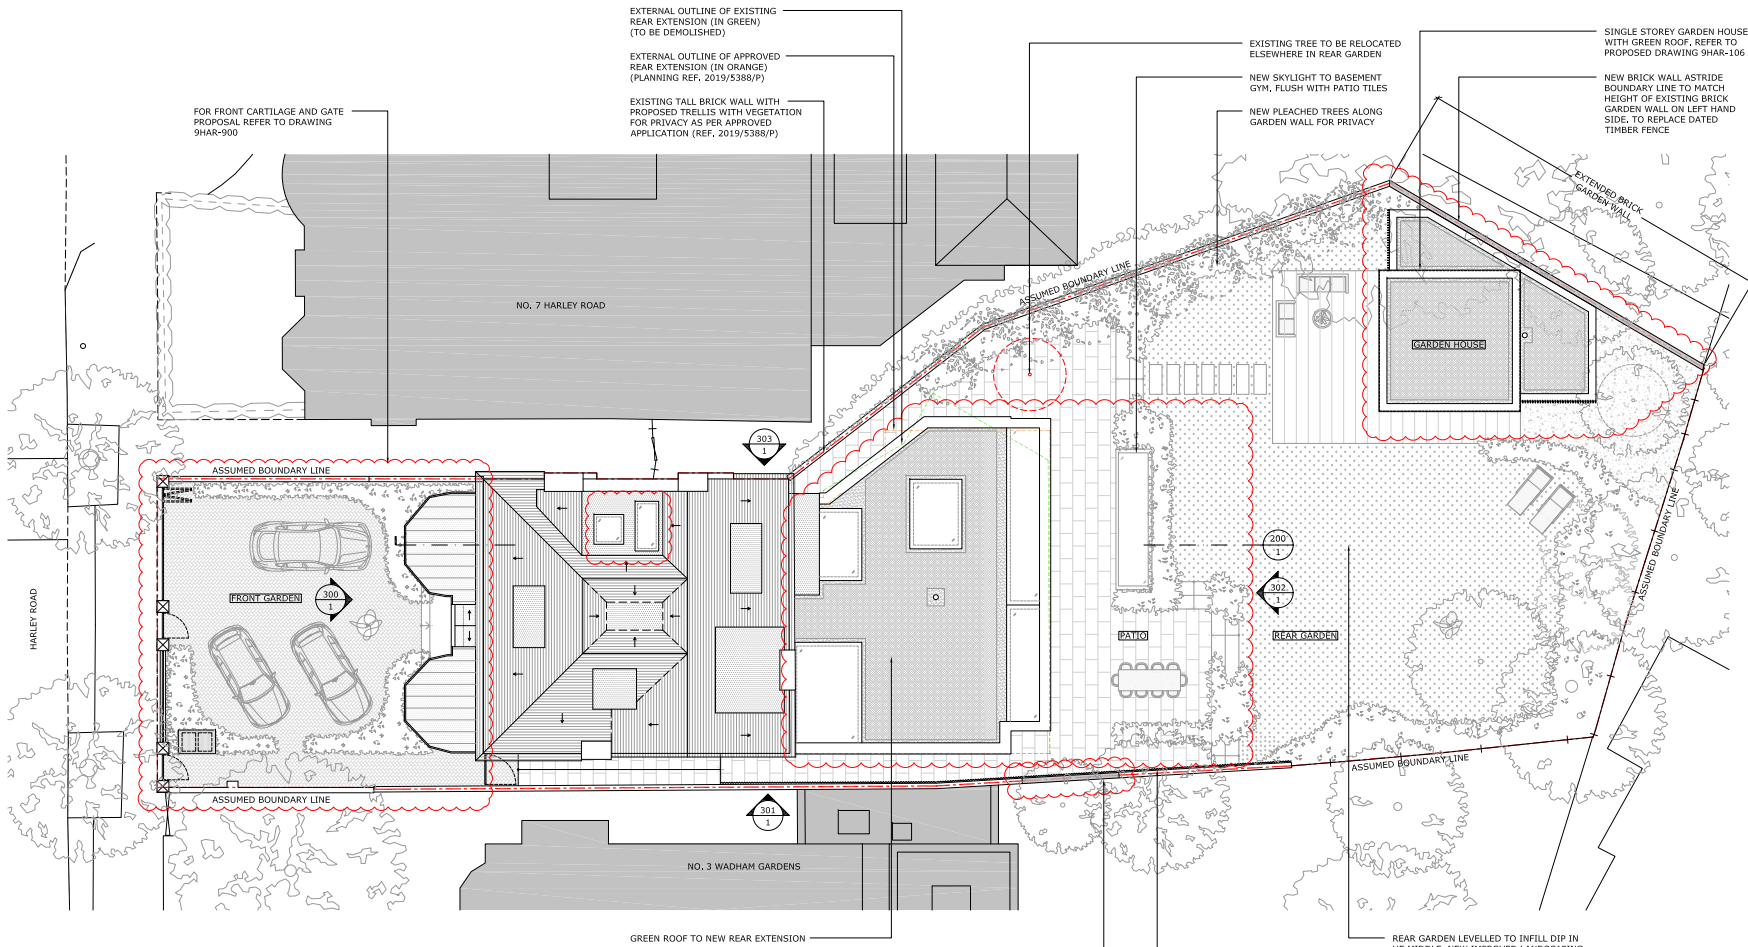 EXTERNAL OUTLINE OF EXISTING
REAR EXTENSION (IN GREEN)
(TO BE DEMOLISHED)
EXTERNAL OUTLINE OF APPROVED
REAR EXTENSION (IN ORANGE)
(PLANNING REF. 2019/5388/P)
EXISTING TALL BRICK WALL WITH
PROPOSED TRELLIS WITH VEGETATION
FOR PRIVACY AS PER APPROVED
APPLICATION (REF. 2019/5388/P)
FOR FRONT CARTILAGE AND GATE
PROPOSAL REFER TO DRAWING
9HAR-900
EXISTING TREE TO BE RELOCATED
ELSEWHERE IN REAR GARDEN
NEW SKYLIGHT TO BASEMENT
GYM, FLUSH WITH PATIO TILES
NEW PLEACHED TREES ALONG
GARDEN WALL FOR PRIVACY
SINGLE STOREY GARDEN HOUSE
WITH GREEN ROOF, REFER TO
PROPOSED DRAWING 9HAR-106
NEW BRICK WALL ASTRIDE
BOUNDARY LINE TO MATCH
HEIGHT OF EXISTING BRICK
GARDEN WALL ON LEFT HAND
SIDE, TO REPLACE DATED
TIMBER FENCE
EXTENDED BRICK
GARDEN WALL
ASSUMED BOUNDARY LINE
NO. 7 HARLEY ROAD
GARDEN HOUSE
303
1
ASSUMED BOUNDARY LINE
200
1
302
1
ASSUMED BOUNDARY LINE
HARLEY ROAD
FRONT GARDEN
300
1
PATIO
REAR GARDEN
ASSUMED BOUNDARY LINE
ASSUMED BOUNDARY LINE
ASSUMED BOUNDARY LINE
301
1
NO. 3 WADHAM GARDENS
GREEN ROOF TO NEW REAR EXTENSION
REAR GARDEN LEVELLED TO INFILL DIP IN